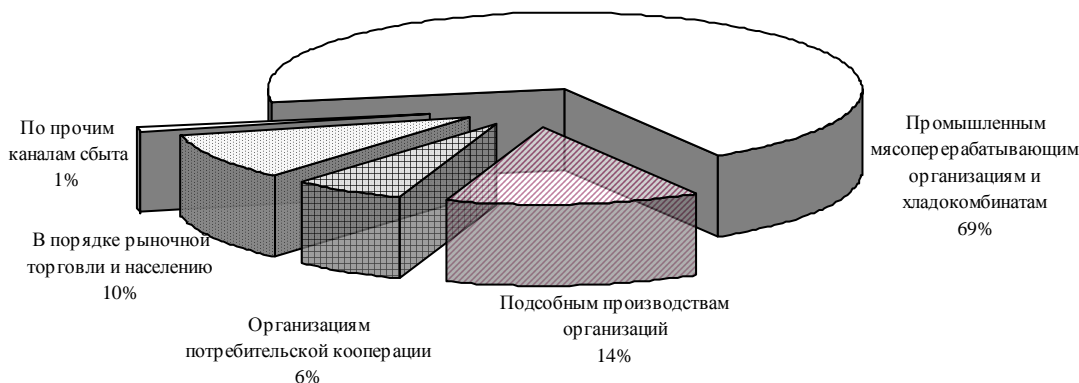 По прочим
каналам сбыта
1%
В порядке рыночной
торговли и населению
10%
Организациям
потребительской кооперации
6%
Подсобным производствам
организаций
14%
Промышленным
мясоперерабатывающим
организациям и
хладокомбинатам
69%